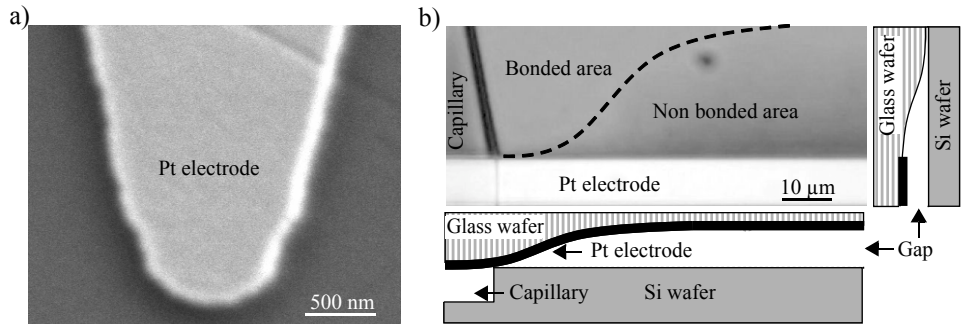 a)
Pt electrode
500 nm
b)
Capillary
Bonded area
Non bonded area
Pt electrode
10 µm
Glass wafer
Si wafer
Glass wafer
Pt electrode
Gap
Capillary
Si wafer